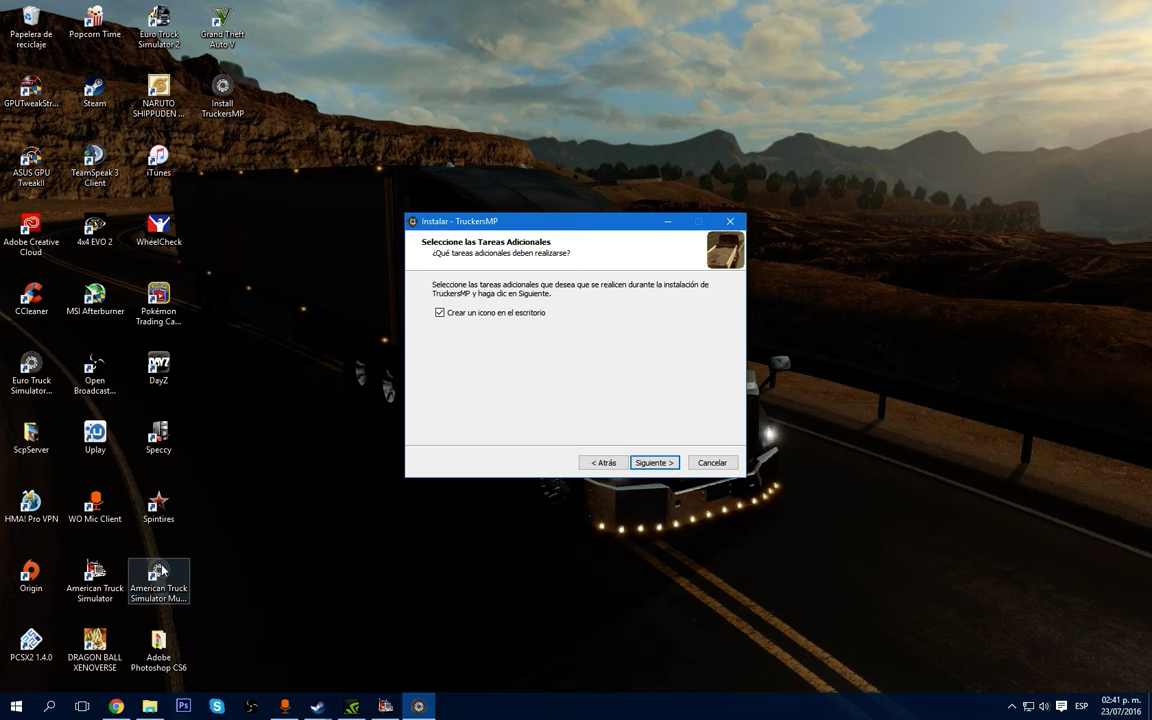 Papelera de
reciclaje
Popcorn Time
Euro Truck
Simulator 2
Grand Theft
Auto V
GPUTweakStr...
Steam
NARUTO
SHIPPUDEN ...
Install
TruckersMP
ASUS GPU
TweakII
TeamSpeak 3
Client
iTunes
Adobe Creative
Cloud
4x4 EVO 2
WheelCheck
CCleaner
MSI Afterburner
Pokémon
Trading Ca...
Euro Truck
Simulator...
Open
Broadcast...
DAYZ
DayZ
ScpServer
Uplay
Speccy
HMA! Pro VPN
WO Mic Client
Spintires
Origin
American Truck
Simulator
American Truck
Simulator Mu...
PCSX2 1.4.0
DRAGON BALL
XENOVERSE
Adobe
Photoshop CS6
Instalar - TruckersMP
Seleccione las Tareas Adicionales
¿Qué tareas adicionales deben realizarse?
Seleccione las tareas adicionales que desea que se realicen durante la instalación de
TruckersMP y haga clic en Siguiente.
Crear un icono en el escritorio
< Atrás
Siguiente >
Cancelar
Ps
ESP
02:41 p. m.
23/07/2016